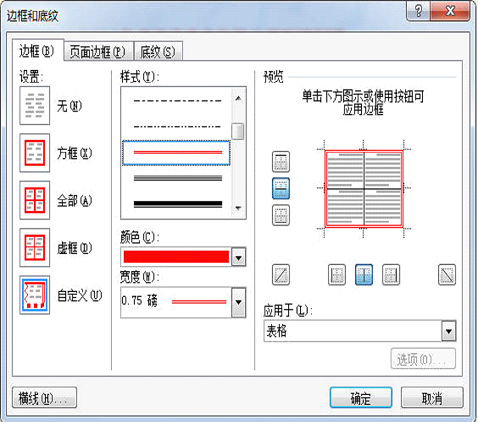 边框和底纹
边框(B) 页面边框(P) 底纹(S)
设置:
无(N)
方框(X)
全部(A)
虚框(D)
自定义(U)
样式(Y):
颜色(C):
宽度(W):
0.75 磅
预览
单击下方图示或使用按钮可
应用边框
应用于(L):
表格
选项(O)...
横线(H)...
确定
取消